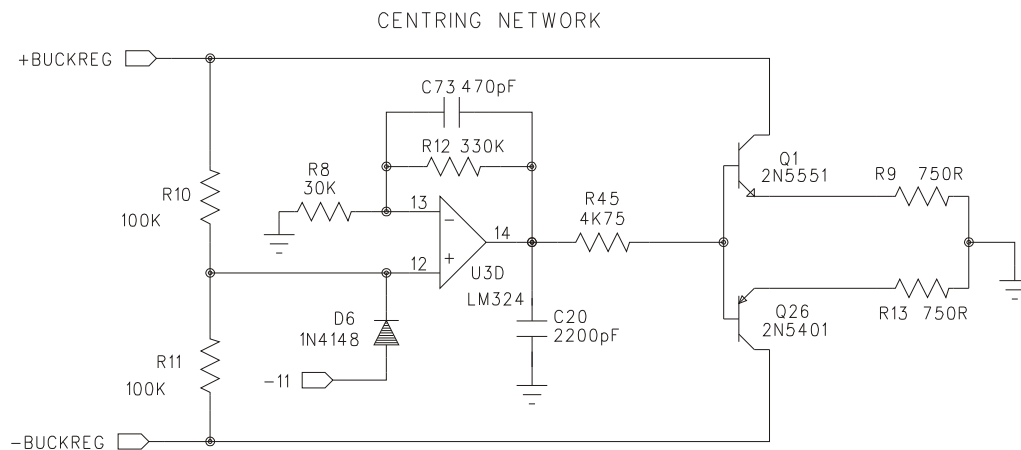 CENTRING NETWORK
+BUCKREG
C73 470pF
R12 330K
R8
30K
Q1
2N5551
R9 750R
R10
100K
13
R45
4K75
14
12
U3D
LM324
D6
1N4148
C20
2200pF
Q26
2N5401
R13 750R
R11
100K
-11
-BUCKREG